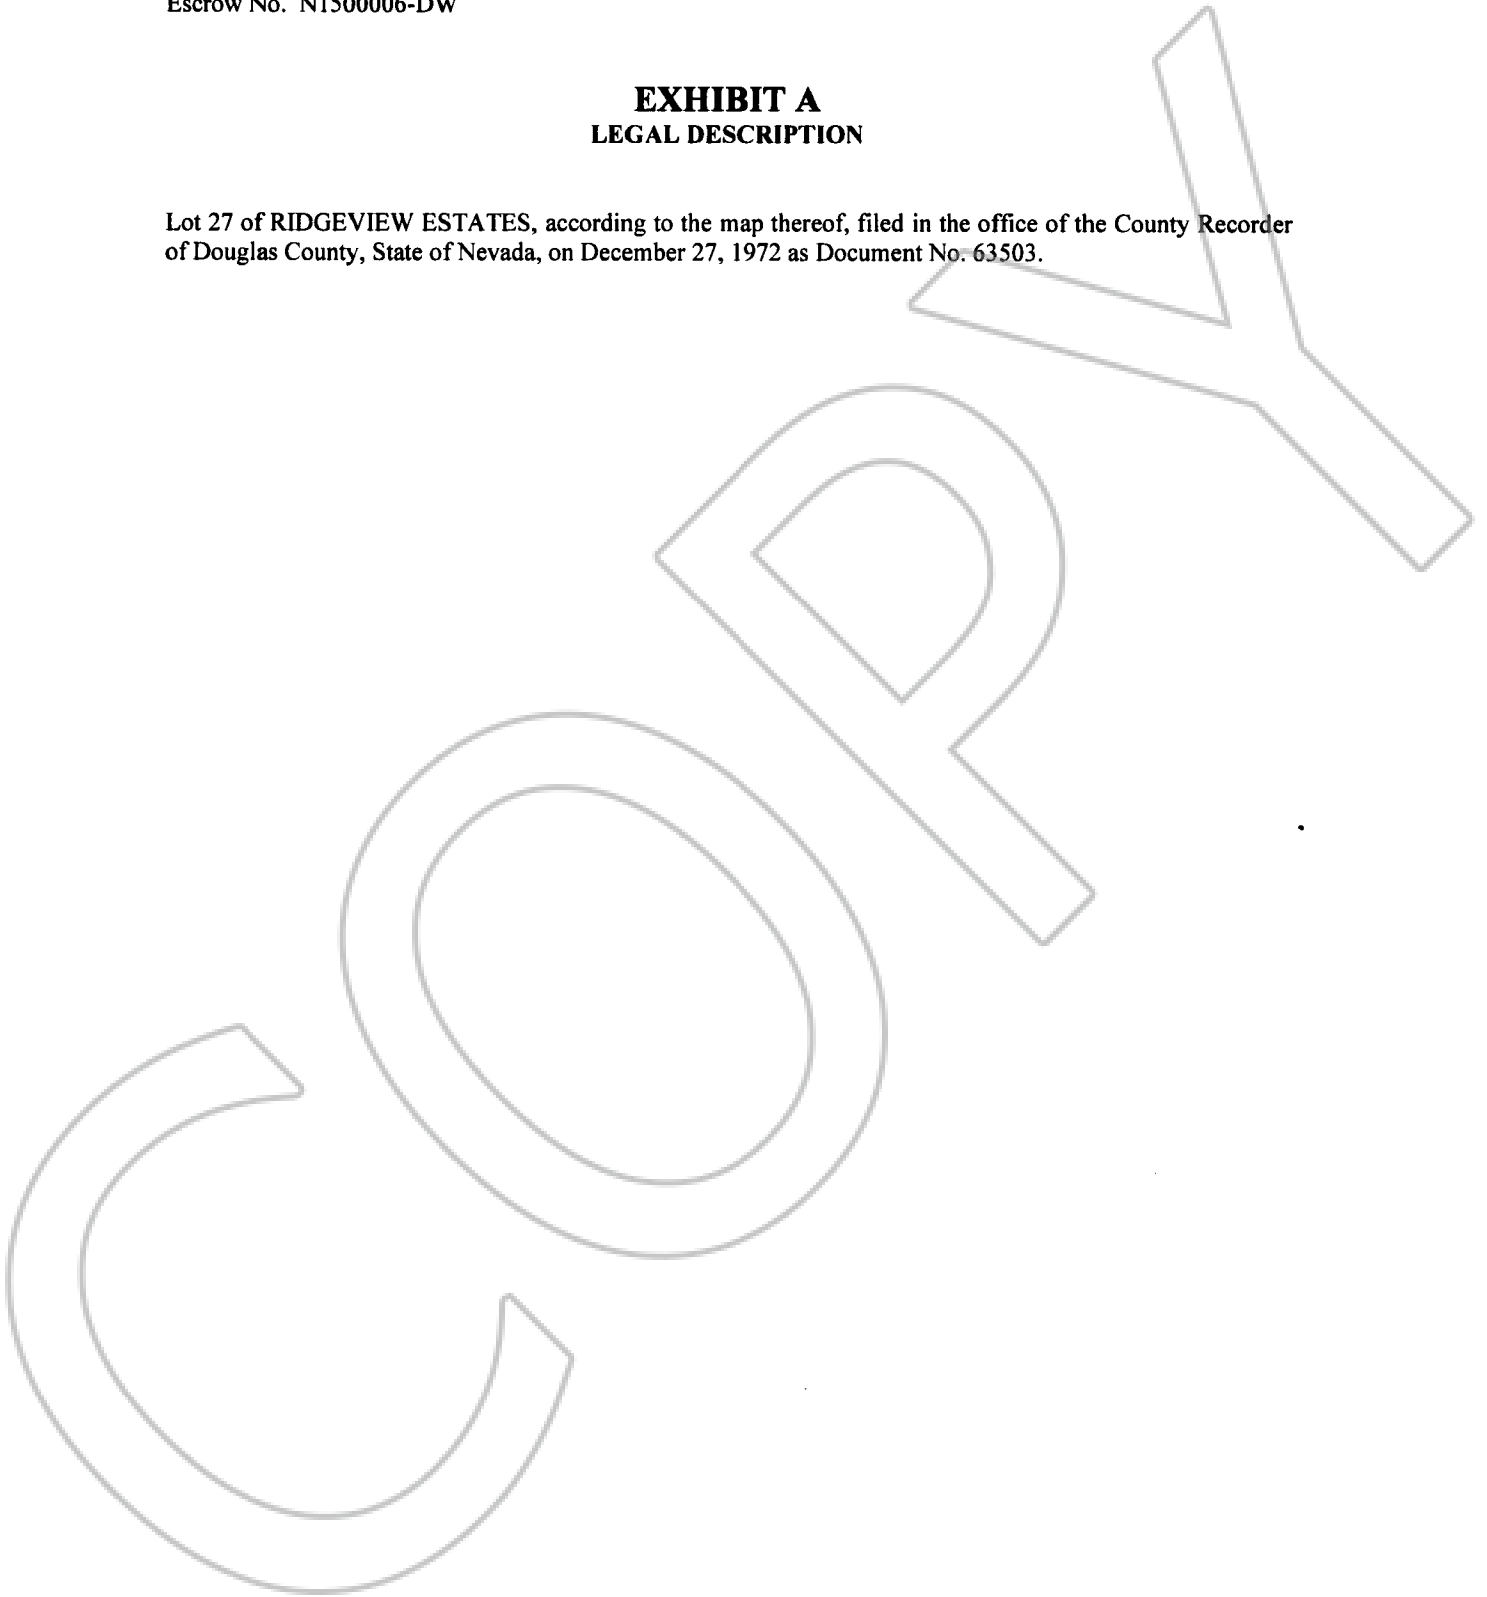 Escrow No. N1500006-DW
EXHIBIT A
LEGAL DESCRIPTION
Lot 27 of RIDGEVIEW ESTATES, according to the map thereof, filed in the office of the County Recorder
of Douglas County, State of Nevada, on December 27, 1972 as Document No. 63503.
COPY